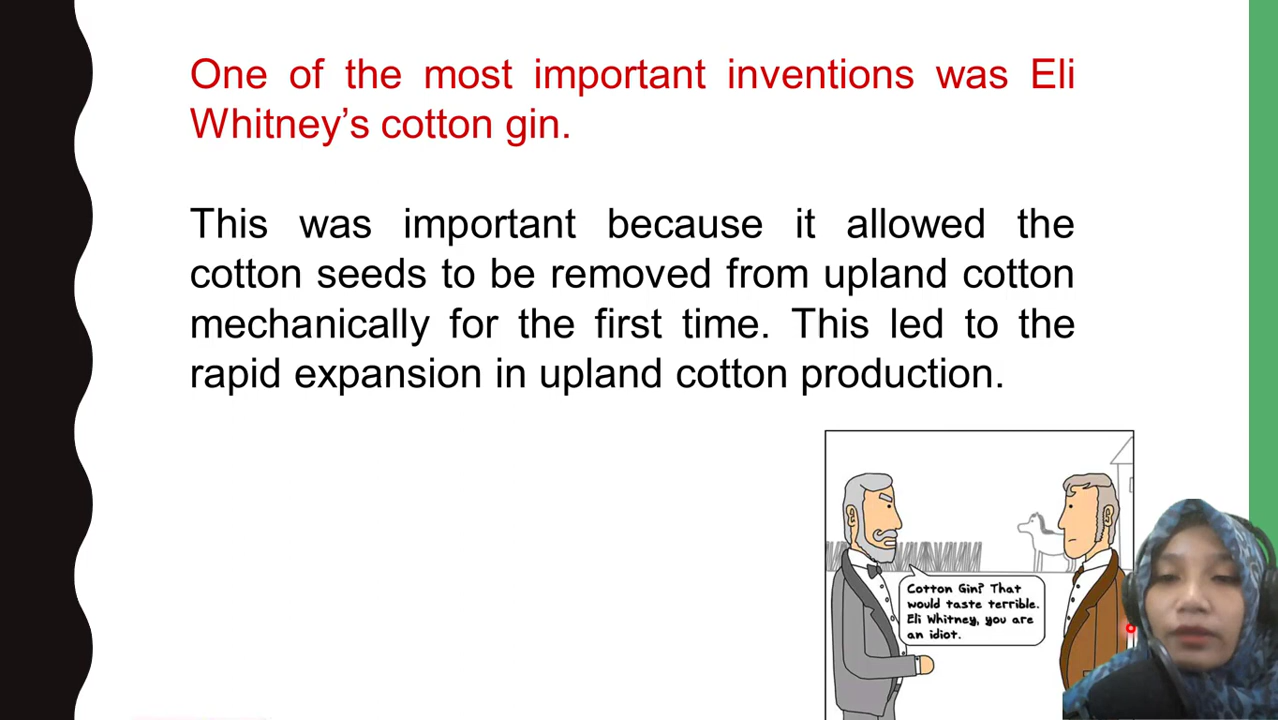 One of the most important inventions was Eli
Whitney’s cotton gin.
This was important because it allowed the
cotton seeds to be removed from upland cotton
mechanically for the first time. This led to the
rapid expansion in upland cotton production.
Cotton Gin? That
would taste terrible.
Eli Whitney, you are
an idiot.